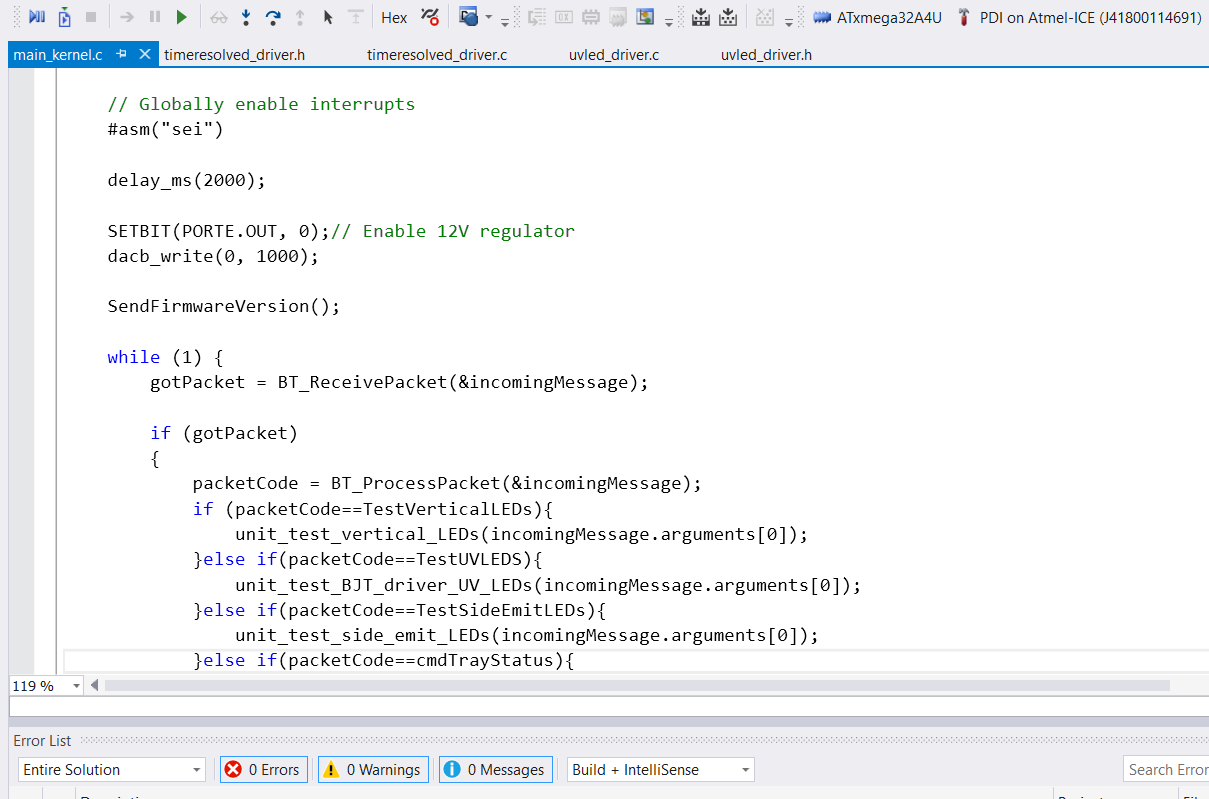 Hex ATxmega32A4U PDI on Atmel-ICE (J41800114691)
main_kernel.c timeresolved_driver.h timeresolved_driver.c uvled_driver.c uvled_driver.h
// Globally enable interrupts
#asm("sei")
delay_ms(2000);
SETBIT(PORTE.OUT, 0);// Enable 12V regulator
dacb_write(0, 1000);
SendFirmwareVersion();
while (1) {
gotPacket = BT_ReceivePacket(&incomingMessage);
if (gotPacket)
{
packetCode = BT_ProcessPacket(&incomingMessage);
if (packetCode==TestVerticalLEDs){
unit_test_vertical_LEDs(incomingMessage.arguments[0]);
}else if(packetCode==TestUVLEDS){
unit_test_BJT_driver_UV_LEDs(incomingMessage.arguments[0]);
}else if(packetCode==TestSideEmitLEDs){
unit_test_side_emit_LEDs(incomingMessage.arguments[0]);
}else if(packetCode==cmdTrayStatus){
119 %
Error List
Entire Solution 0 Errors 0 Warnings 0 Messages Build + IntelliSense Search Error